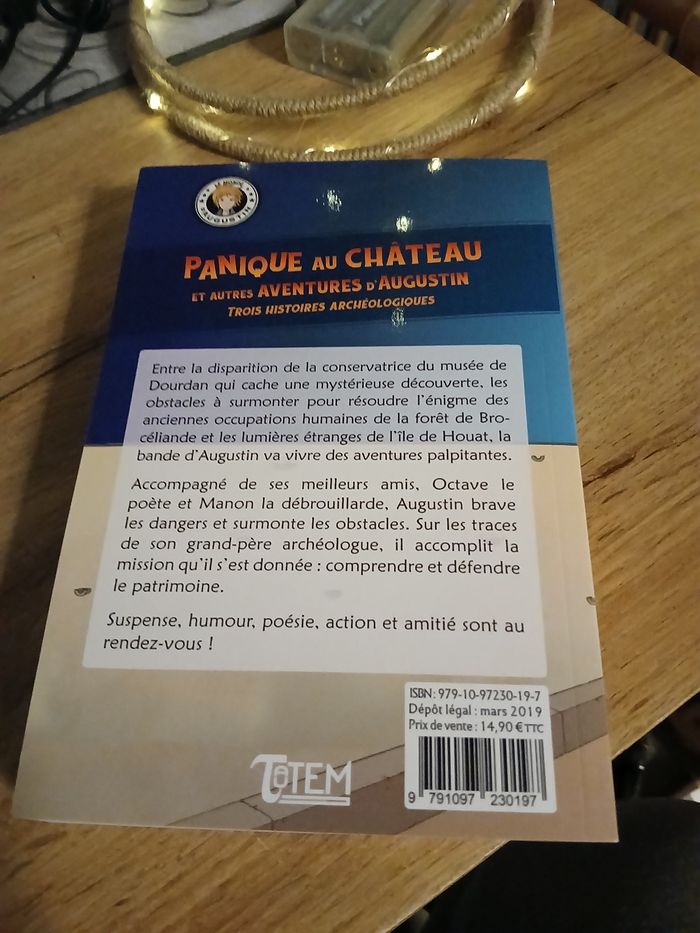 LE MONDE
D'AUGUSTIN
PANIQUE AU CHÂTEAU
ET AUTRES AVENTURES D'AUGUSTIN
TROIS HISTOIRES ARCHÉOLOGIQUES
Entre la disparition de la conservatrice du musée de
Dourdan qui cache une mystérieuse découverte, les
obstacles à surmonter pour résoudre l'énigme des
anciennes occupations humaines de la forêt de Bro-
céliande et les lumières étranges de l'île de Houat, la
bande d'Augustin va vivre des aventures palpitantes.
Accompagné de ses meilleurs amis, Octave le
poète et Manon la débrouillarde, Augustin brave
les dangers et surmonte les obstacles. Sur les traces
de son grand-père archéologue, il accomplit la
mission qu'il s'est donnée : comprendre et défendre
le patrimoine.
Suspense, humour, poésie, action et amitié sont au
rendez-vous !
ISBN : 979-10-97230-19-7
Dépôt légal : mars 2019
Prix de vente : 14,90 € TTC
9 791097 230197
TOTEM